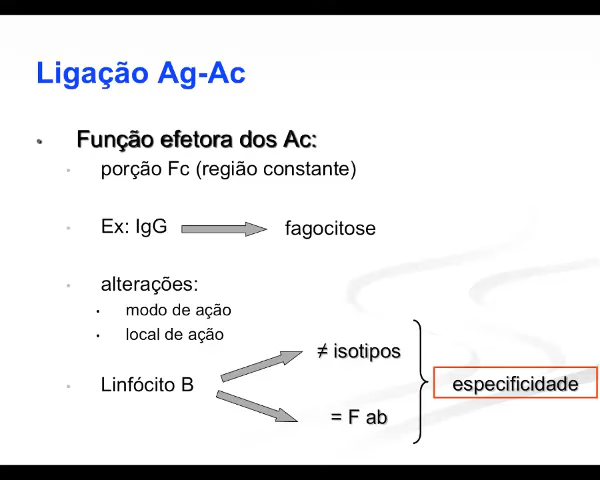 Ligação Ag-Ac
• Função efetora dos Ac:
• porção Fc (região constante)
• Ex: IgG fagocitose
• alterações:
• modo de ação
• local de ação
≠ isotipos
• Linfócito B especificidade
= F ab